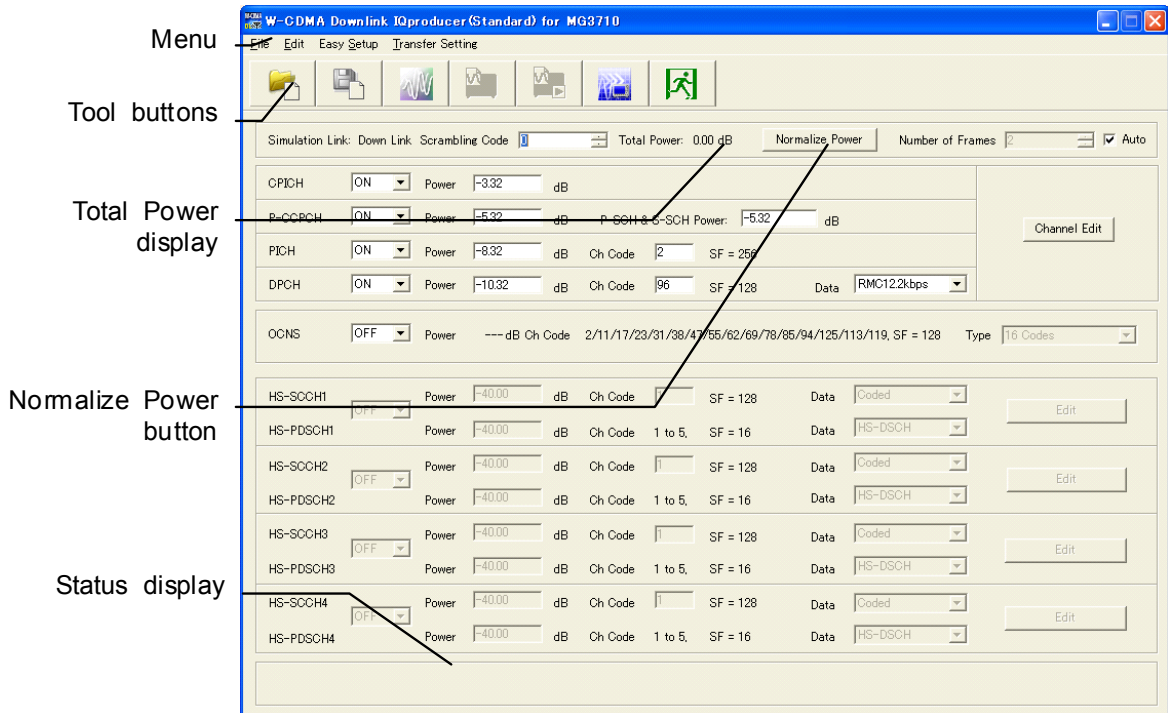 W-CDMA Downlink IQproducer(Standard) for MG3710
Menu
File Edit Easy Setup Transfer Setting
Tool buttons
Simulation Link: Down Link Scrambling Code 0 Total Power: 0.00 dB Normalize Power Number of Frames 2 Auto
CPICH ON Power -3.32 dB
Total Power display
P-CCPCH ON Power -5.32 dB P-SCH & S-SCH Power: -5.32 dB
Channel Edit
PICH ON Power -8.32 dB Ch Code 2 SF = 256
DPCH ON Power -10.32 dB Ch Code 96 SF = 128 Data RMC12.2kbps
OCNS OFF Power ---dB Ch Code 2/11/17/23/31/38/47/55/62/69/78/85/94/125/113/119, SF = 128 Type 16 Codes
Normalize Power button
HS-SCCH1 OFF Power -40.00 dB Ch Code 1 SF = 128 Data Coded Edit
HS-PDSCH1 Power -40.00 dB Ch Code 1 to 5, SF = 16 Data HS-DSCH
HS-SCCH2 OFF Power -40.00 dB Ch Code 1 SF = 128 Data Coded Edit
HS-PDSCH2 Power -40.00 dB Ch Code 1 to 5, SF = 16 Data HS-DSCH
HS-SCCH3 OFF Power -40.00 dB Ch Code 1 SF = 128 Data Coded Edit
HS-PDSCH3 Power -40.00 dB Ch Code 1 to 5, SF = 16 Data HS-DSCH
Status display
HS-SCCH4 OFF Power -40.00 dB Ch Code 1 SF = 128 Data Coded Edit
HS-PDSCH4 Power -40.00 dB Ch Code 1 to 5, SF = 16 Data HS-DSCH